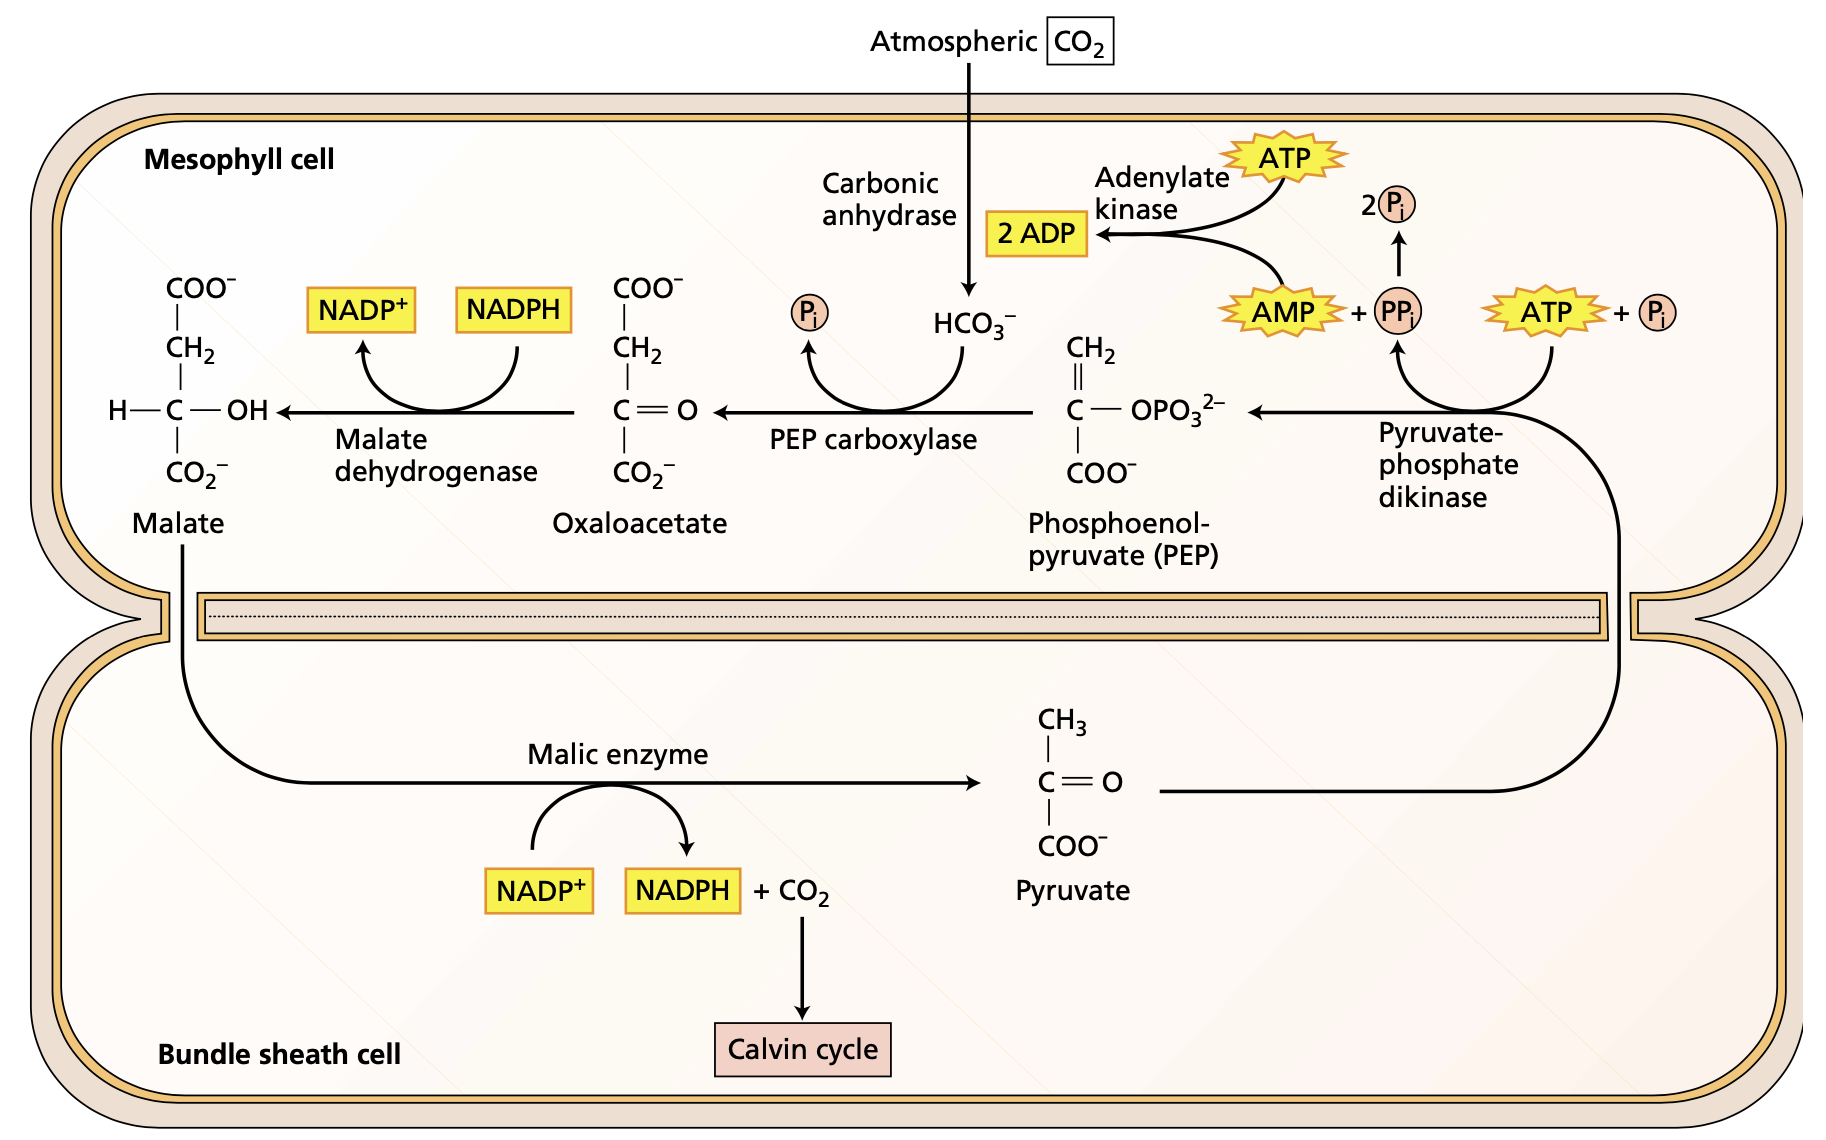 Atmospheric CO₂
Mesophyll cell
Carbonic
anhydrase
Adenylate
kinase
ATP
2 ADP
2 Pᵢ
AMP + PPᵢ
ATP + Pᵢ
HCO₃⁻
Pᵢ
NADP⁺
NADPH
COO⁻
CH₂
H—C—OH
CO₂⁻
Malate
Malate
dehydrogenase
COO⁻
CH₂
C=O
CO₂⁻
Oxaloacetate
PEP carboxylase
CH₂
C—OPO₃²⁻
COO⁻
Phosphoenol-
pyruvate (PEP)
Pyruvate-
phosphate
dikinase
Malic enzyme
NADP⁺
NADPH + CO₂
CH₃
C=O
COO⁻
Pyruvate
Calvin cycle
Bundle sheath cell